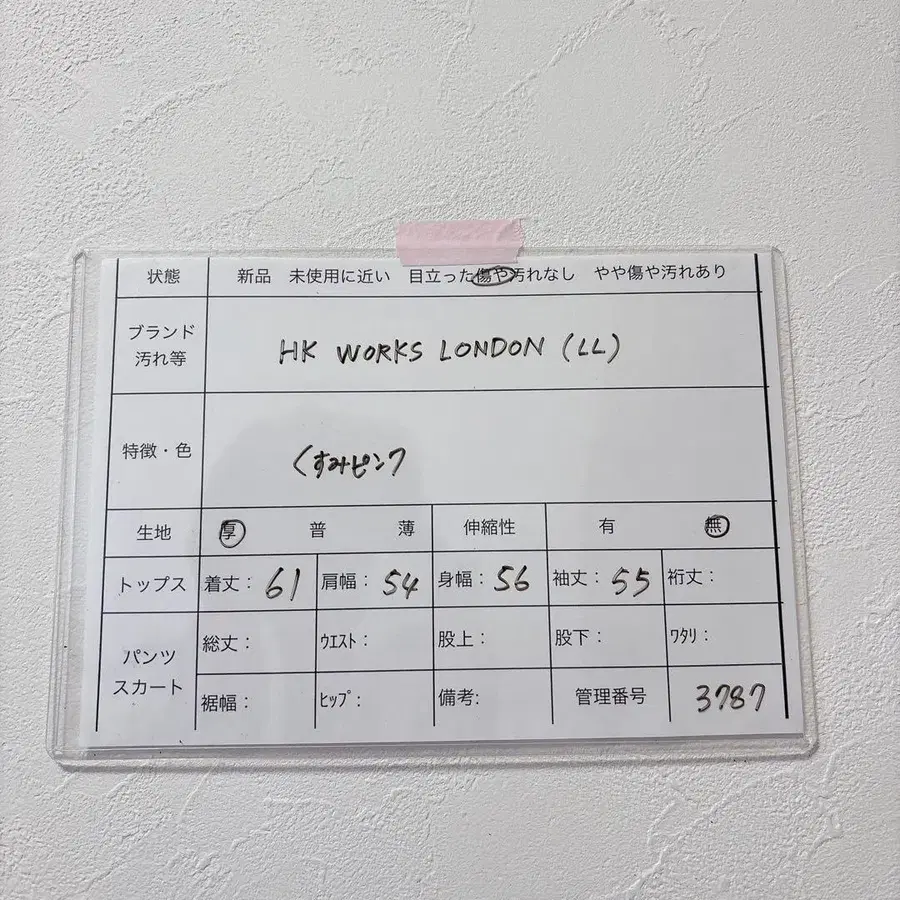 状態 新品 未使用に近い 目立った傷や汚れなし やや傷や汚れあり
ブランド
汚れ等
HK WORKS LONDON (LL)
特徴・色 くすみピンク
生地 厚 普 薄 伸縮性 有 無
トップス 着丈： 61 肩幅： 54 身幅： 56 袖丈： 55 裄丈：
パンツ
スカート
総丈： ｳｴｽﾄ： 股上： 股下： ﾜﾀﾘ：
裾幅： ﾋｯﾌﾟ： 備考: 管理番号 3787